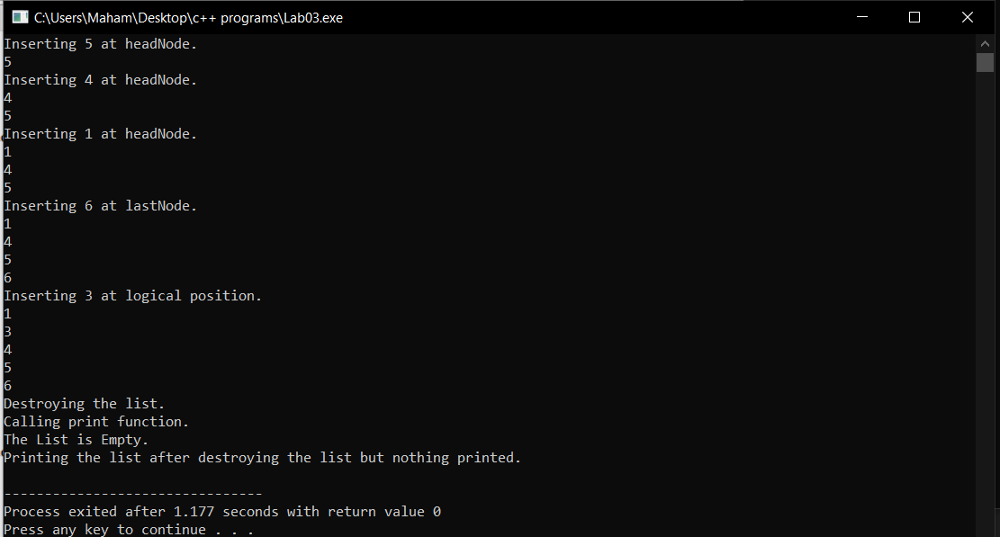 C:\Users\Maham\Desktop\c++ programs\Lab03.exe
Inserting 5 at headNode.
5
Inserting 4 at headNode.
4
5
Inserting 1 at headNode.
1
4
5
Inserting 6 at lastNode.
1
4
5
6
Inserting 3 at logical position.
1
3
4
5
6
Destroying the list.
Calling print function.
The List is Empty.
Printing the list after destroying the list but nothing printed.
--------------------------------
Process exited after 1.177 seconds with return value 0
Press any key to continue . . .